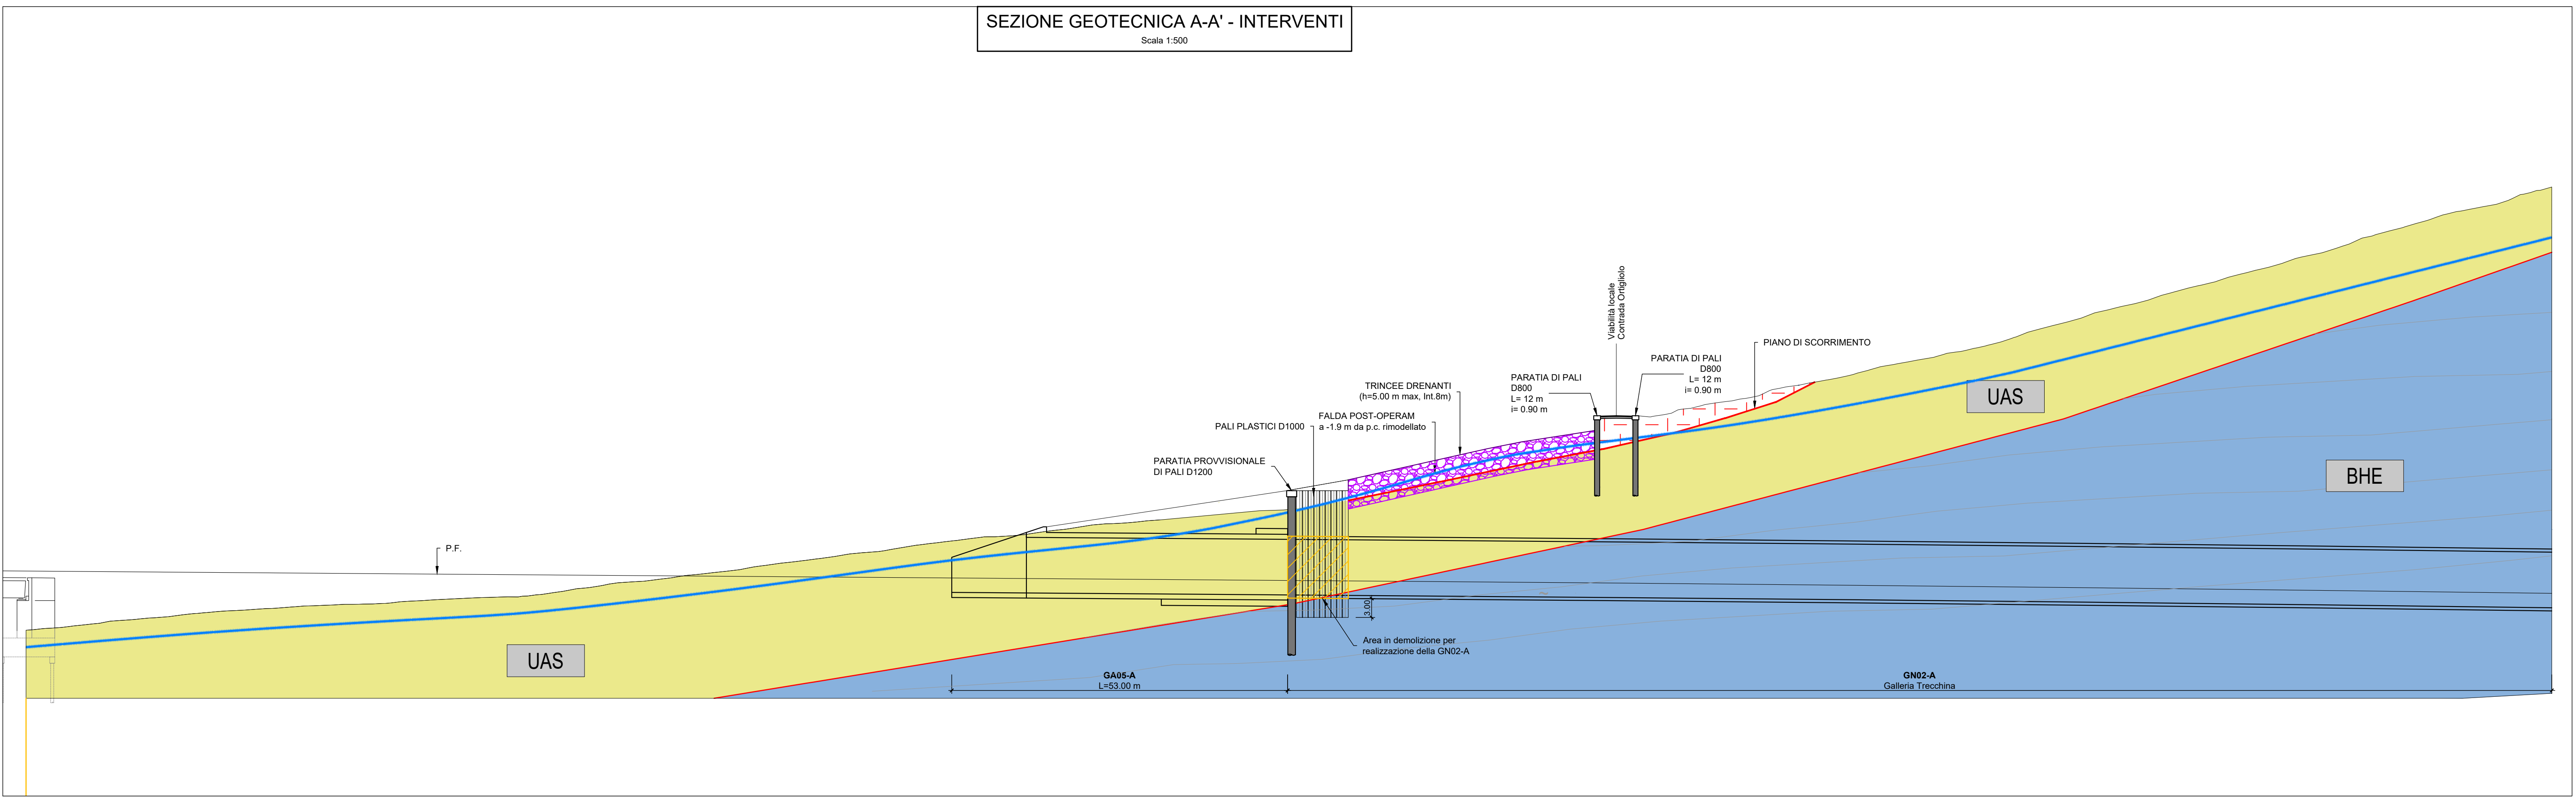 SEZIONE GEOTECNICA A-A' - INTERVENTI
Scala 1:500
Viabilità locale
Contrada Ortigliolo
PIANO DI SCORRIMENTO
PARATIA DI PALI
D800
L= 12 m
i= 0.90 m
PARATIA DI PALI
D800
L= 12 m
i= 0.90 m
TRINCEE DRENANTI
(h=5.00 m max, Int.8m)
FALDA POST-OPERAM
a -1.9 m da p.c. rimodellato
PALI PLASTICI D1000
PARATIA PROVVISIONALE
DI PALI D1200
UAS
BHE
P.F.
3.00
Area in demolizione per
realizzazione della GN02-A
UAS
GA05-A
L=53.00 m
GN02-A
Galleria Trecchina